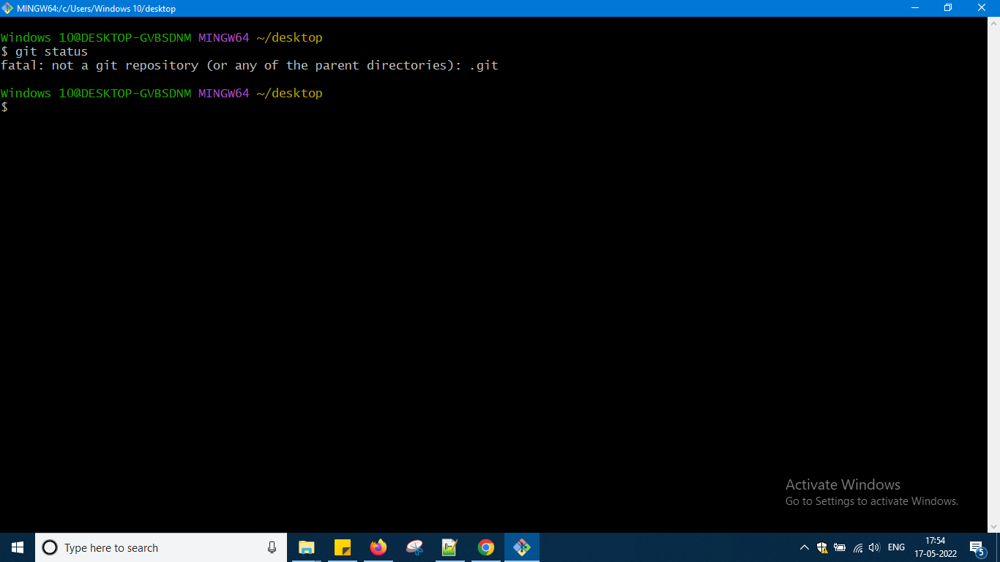 MINGW64:/c/Users/Windows 10/desktop
Windows 10@DESKTOP-GVBSDNM MINGW64 ~/desktop
$ git status
fatal: not a git repository (or any of the parent directories): .git
Windows 10@DESKTOP-GVBSDNM MINGW64 ~/desktop
$
Activate Windows
Go to Settings to activate Windows.
Type here to search
ENG
17:54
17-05-2022
5